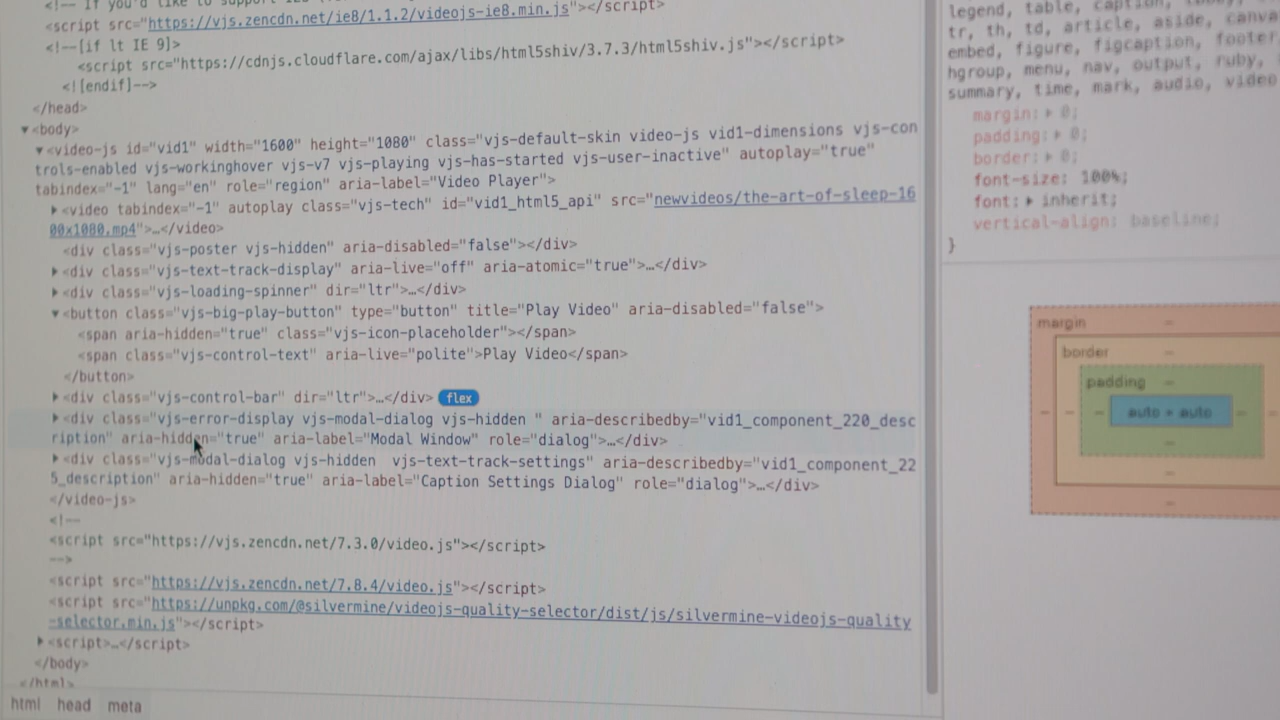 <!-- If you'd like to support
<script src="https://vjs.zencdn.net/ie8/1.1.2/videojs-ie8.min.js"></script>
<!--[if lt IE 9]>
<script src="https://cdnjs.cloudflare.com/ajax/libs/html5shiv/3.7.3/html5shiv.js"></script>
<![endif]-->
</head>
▼<body>
▼<video-js id="vid1" width="1600" height="1080" class="vjs-default-skin video-js vid1-dimensions vjs-con
trols-enabled vjs-workinghover vjs-v7 vjs-playing vjs-has-started vjs-user-inactive" autoplay="true"
tabindex="-1" lang="en" role="region" aria-label="Video Player">
▶<video tabindex="-1" autoplay class="vjs-tech" id="vid1_html5_api" src="newvideos/the-art-of-sleep-16
00x1080.mp4">…</video>
<div class="vjs-poster vjs-hidden" aria-disabled="false"></div>
▶<div class="vjs-text-track-display" aria-live="off" aria-atomic="true">…</div>
▶<div class="vjs-loading-spinner" dir="ltr">…</div>
▼<button class="vjs-big-play-button" type="button" title="Play Video" aria-disabled="false">
<span aria-hidden="true" class="vjs-icon-placeholder"></span>
<span class="vjs-control-text" aria-live="polite">Play Video</span>
</button>
▶<div class="vjs-control-bar" dir="ltr">…</div> flex
▶<div class="vjs-error-display vjs-modal-dialog vjs-hidden " aria-describedby="vid1_component_220_desc
ription" aria-hidden="true" aria-label="Modal Window" role="dialog">…</div>
▶<div class="vjs-modal-dialog vjs-hidden  vjs-text-track-settings" aria-describedby="vid1_component_22
5_description" aria-hidden="true" aria-label="Caption Settings Dialog" role="dialog">…</div>
</video-js>
<!--
<script src="https://vjs.zencdn.net/7.3.0/video.js"></script>
-->
<script src="https://vjs.zencdn.net/7.8.4/video.js"></script>
<script src="https://unpkg.com/@silvermine/videojs-quality-selector/dist/js/silvermine-videojs-quality
-selector.min.js"></script>
▶<script>…</script>
</body>
</html>
html head meta
legend, table, caption,
tr, th, td, article, aside, canva
embed, figure, figcaption, footer,
hgroup, menu, nav, output, ruby,
summary, time, mark, audio, video
margin:▶ 0;
padding:▶ 0;
border:▶ 0;
font-size: 100%;
font:▶ inherit;
vertical-align: baseline;
}
margin –
border –
padding –
– – – auto × auto – –
–
–
–